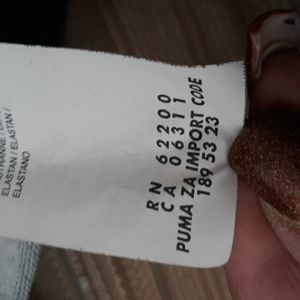 ELASTAN / ELASTAN /
ELASTANO
RN 62200
CA 06311
PUMA ZA IMPORT CODE
189 53 23